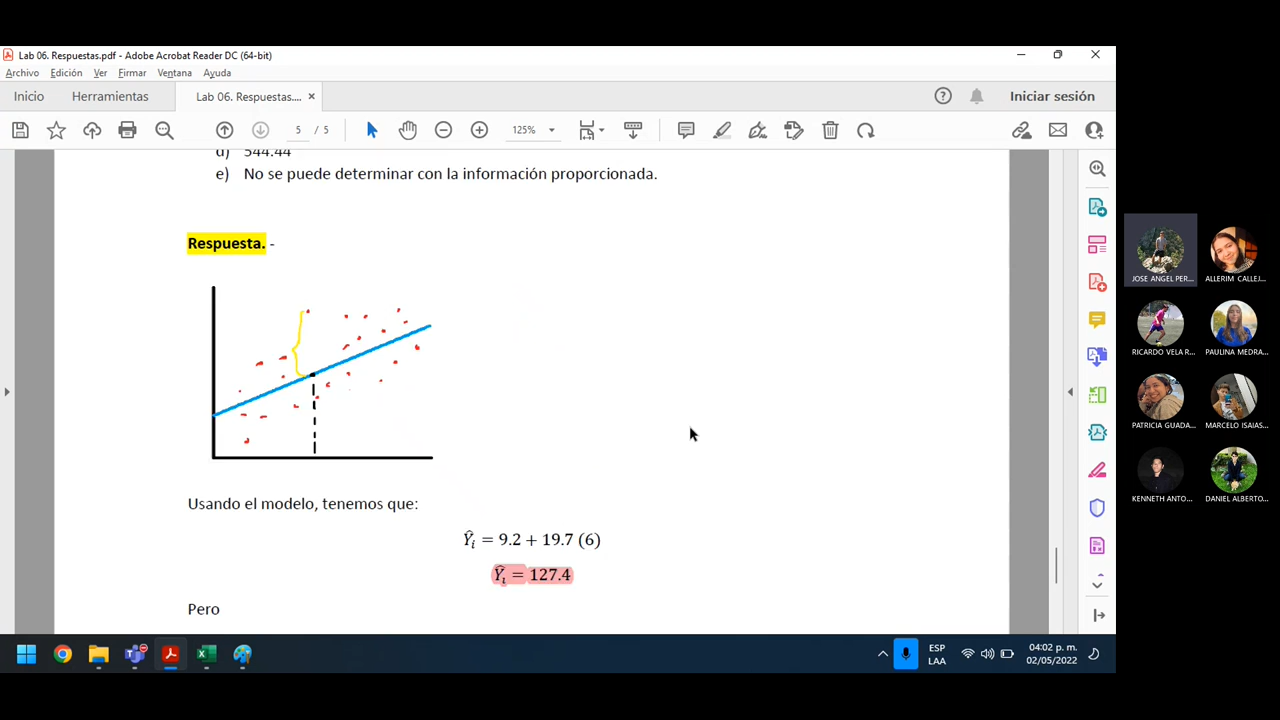 Lab 06. Respuestas.pdf - Adobe Acrobat Reader DC (64-bit)
Archivo Edición Ver Firmar Ventana Ayuda
Inicio Herramientas Lab 06. Respuestas.... × Iniciar sesión
5 / 5 125%
d) 544.44
e) No se puede determinar con la información proporcionada.
Respuesta. -
Usando el modelo, tenemos que:
Ŷᵢ = 9.2 + 19.7 (6)
Ŷᵢ = 127.4
Pero
JOSE ANGEL PER... ALLERIM CALLEJ...
RICARDO VELA R... PAULINA MEDRA...
PATRICIA GUADA... MARCELO ISAIAS...
KENNETH ANTO... DANIEL ALBERTO...
ESP
LAA
04:02 p. m.
02/05/2022